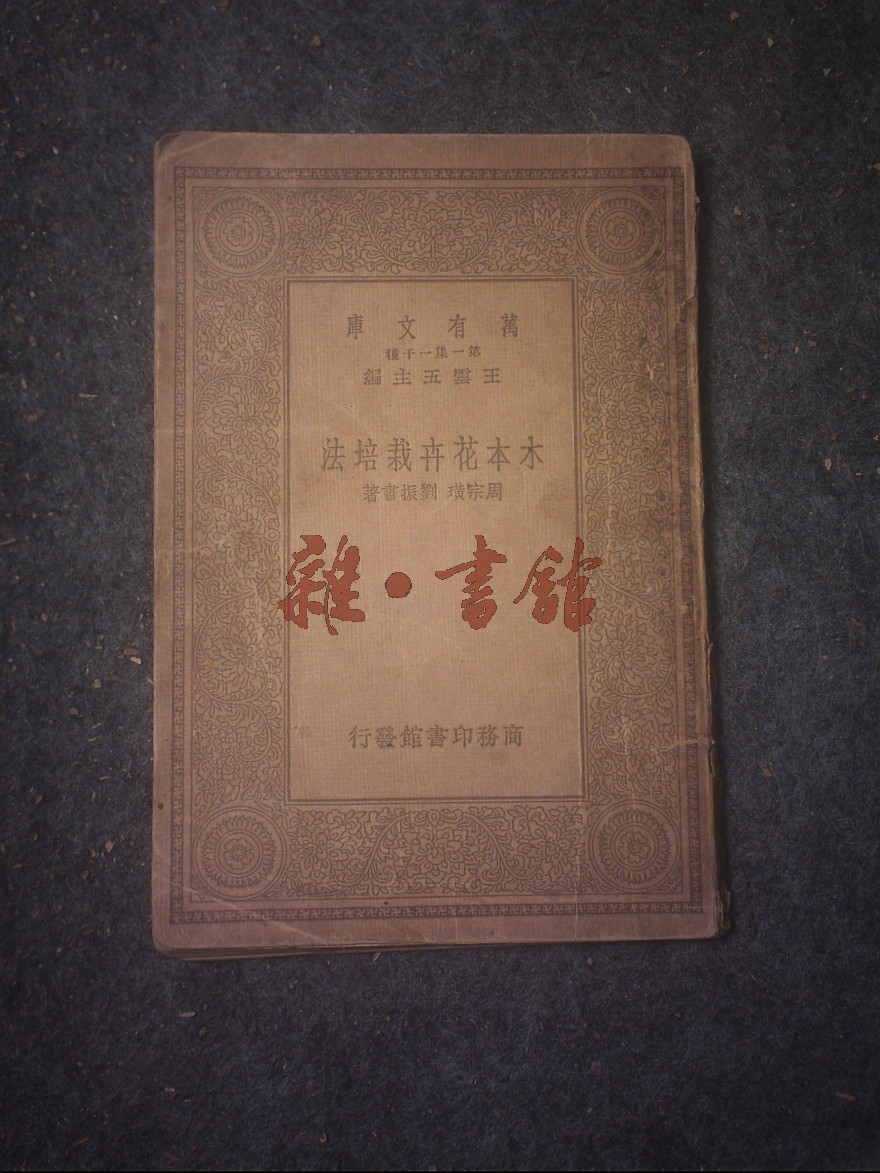 萬有文庫
第一集一千種
王雲五主編
木本花卉栽培法
周宗璜 劉振書著
雜·書館
商務印書館發行